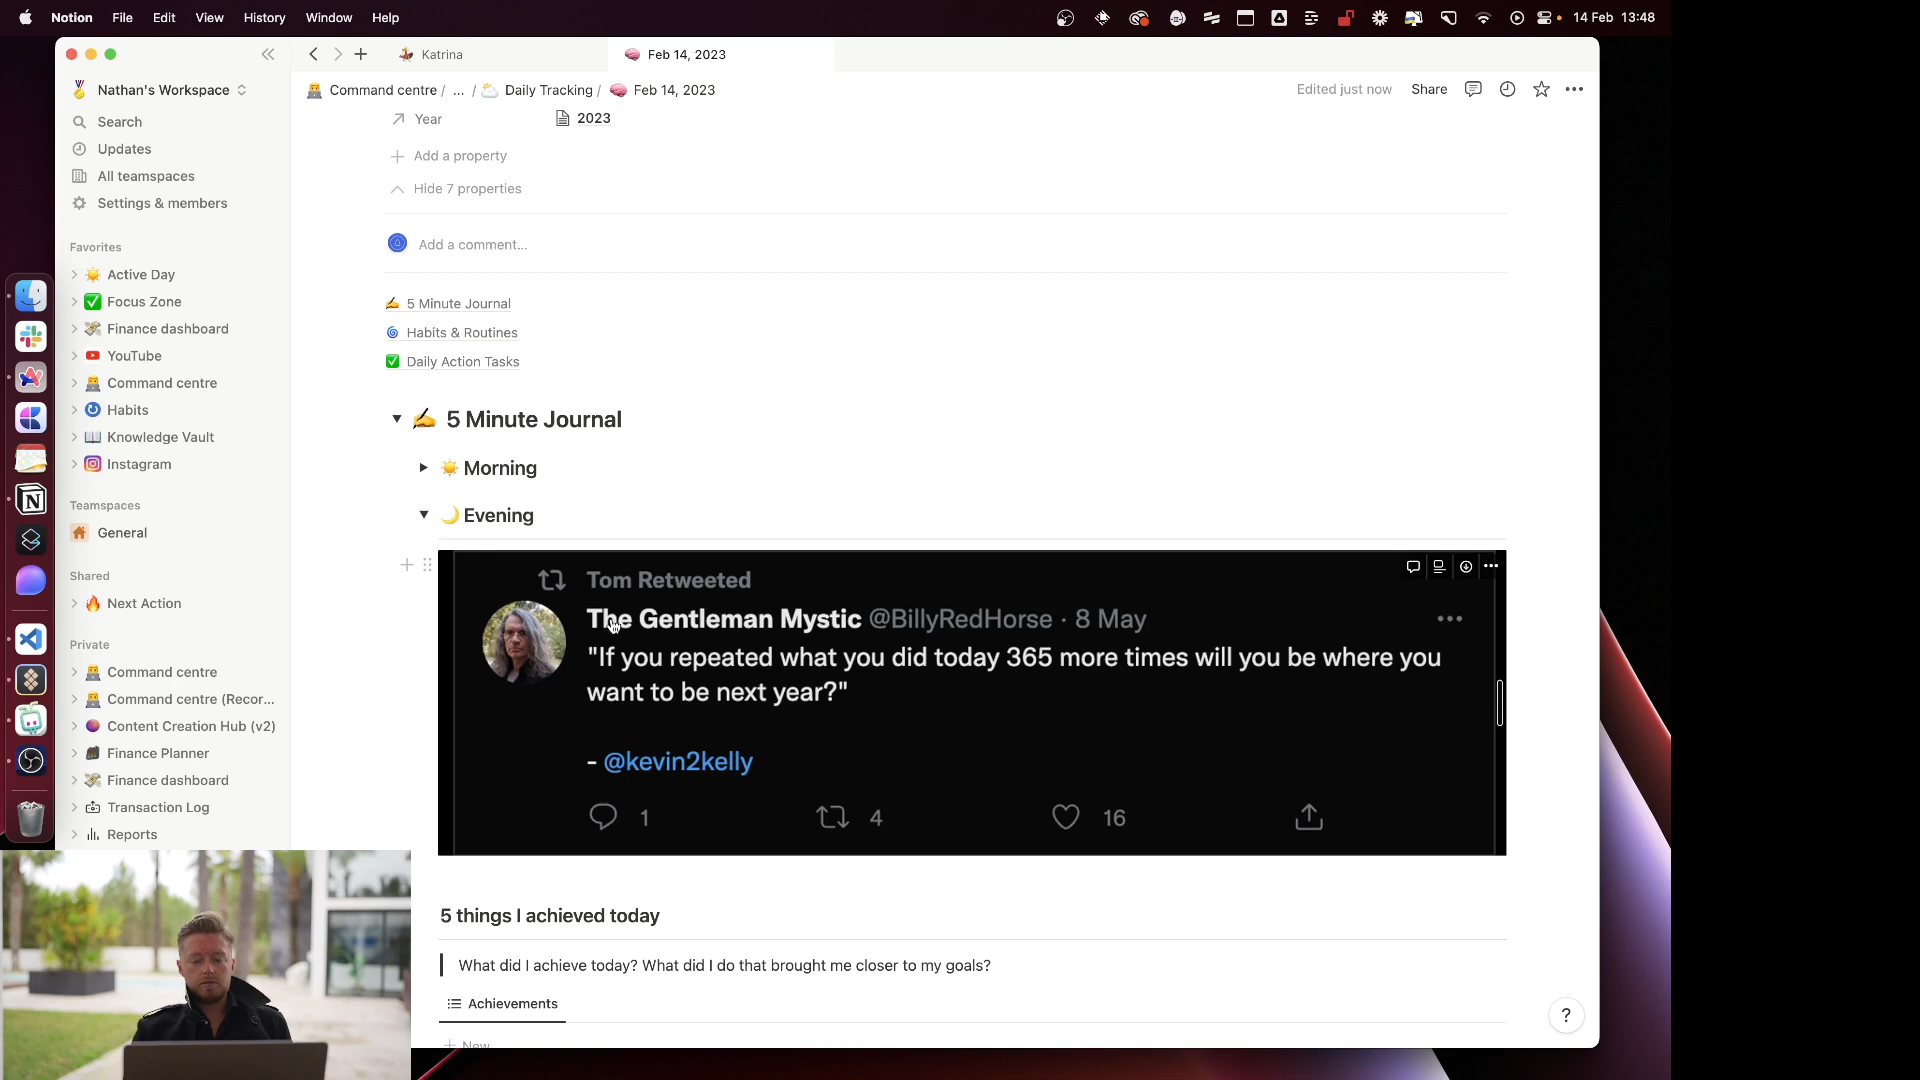 Notion File Edit View History Window Help 14 Feb 13:48
Katrina Feb 14, 2023
Nathan's Workspace
Command centre / ... / Daily Tracking / Feb 14, 2023
Edited just now Share
Search
Updates
All teamspaces
Settings & members
Favorites
Active Day
Focus Zone
Finance dashboard
YouTube
Command centre
Habits
Knowledge Vault
Instagram
Teamspaces
General
Shared
Next Action
Private
Command centre
Command centre (Recor...
Content Creation Hub (v2)
Finance Planner
Finance dashboard
Transaction Log
Reports
Year 2023
Add a property
Hide 7 properties
Add a comment...
5 Minute Journal
Habits & Routines
Daily Action Tasks
5 Minute Journal
Morning
Evening
Tom Retweeted
The Gentleman Mystic @BillyRedHorse · 8 May
"If you repeated what you did today 365 more times will you be where you
want to be next year?"
- @kevin2kelly
1 4 16
5 things I achieved today
What did I achieve today? What did I do that brought me closer to my goals?
Achievements
New
?